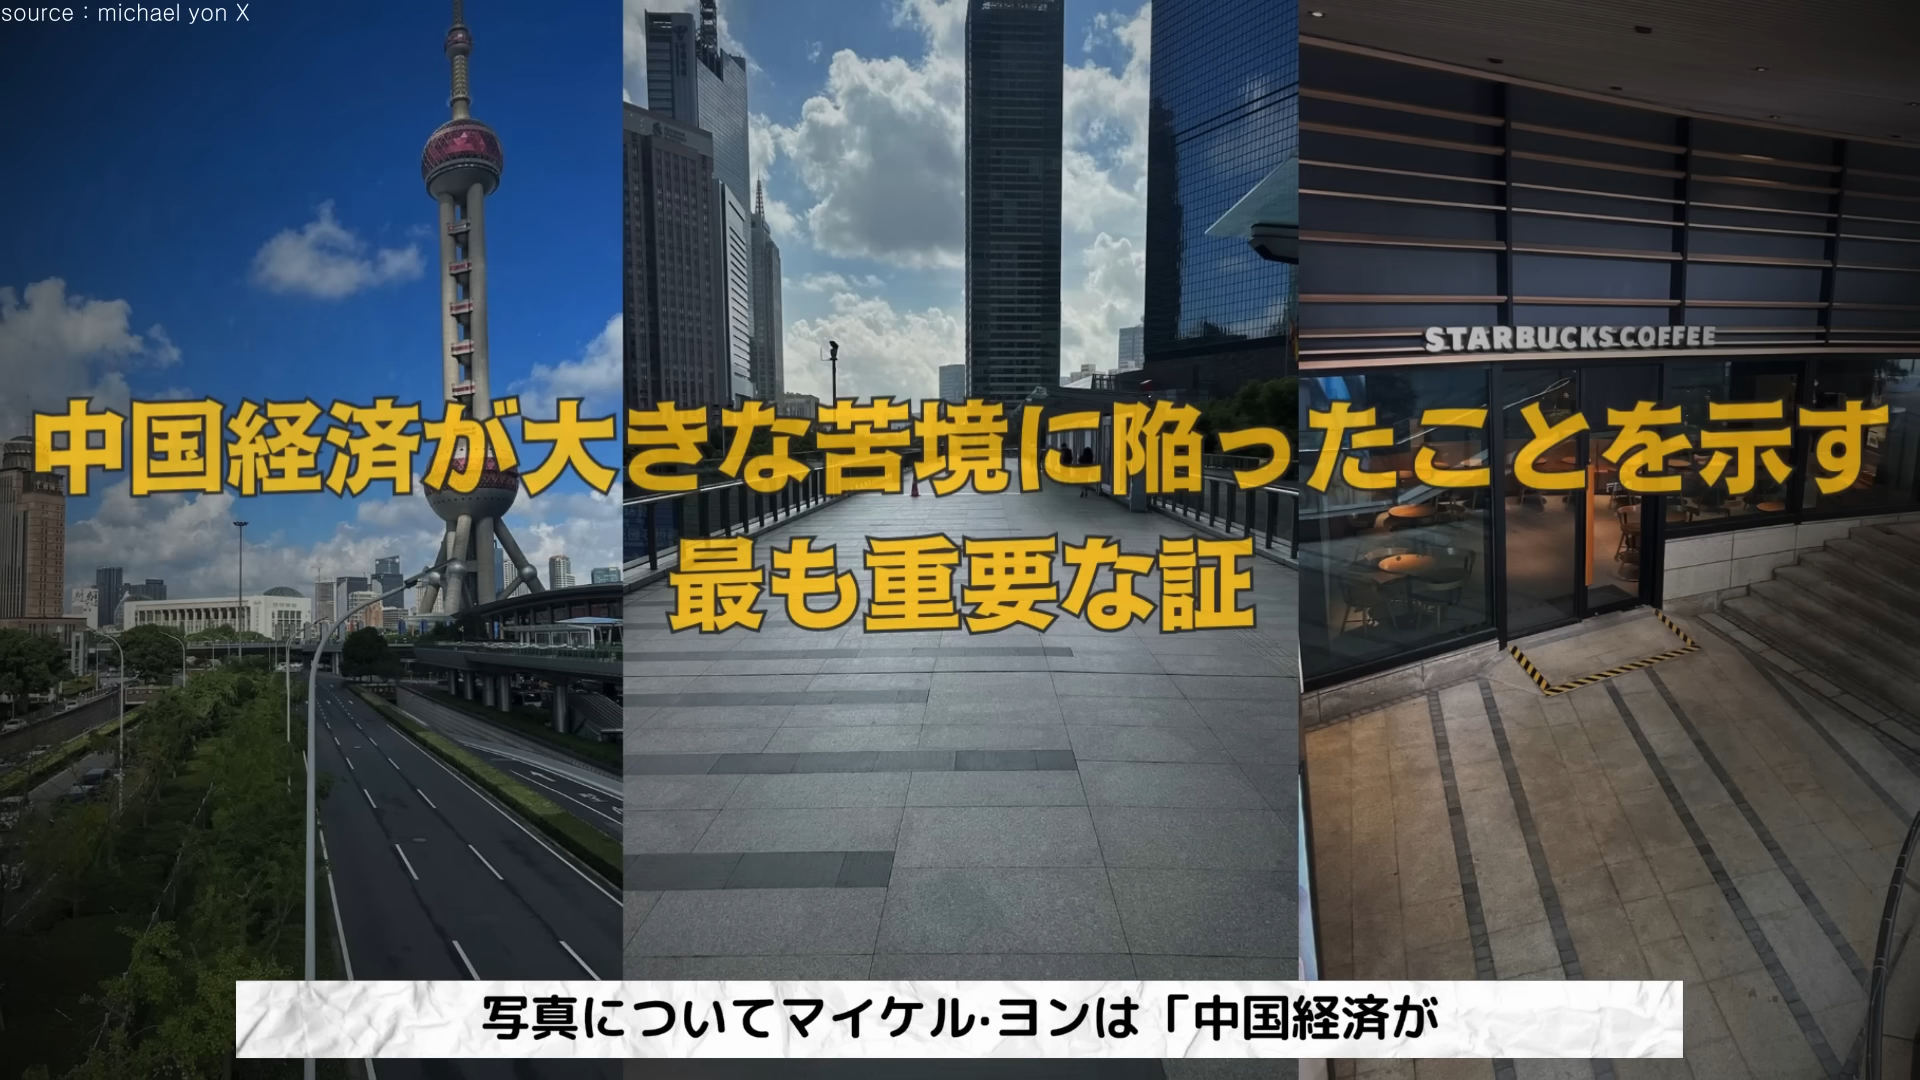 source : michael yon X
STARBUCKS COFFEE
中国経済が大きな苦境に陥ったことを示す
最も重要な証
写真についてマイケル·ヨンは「中国経済が